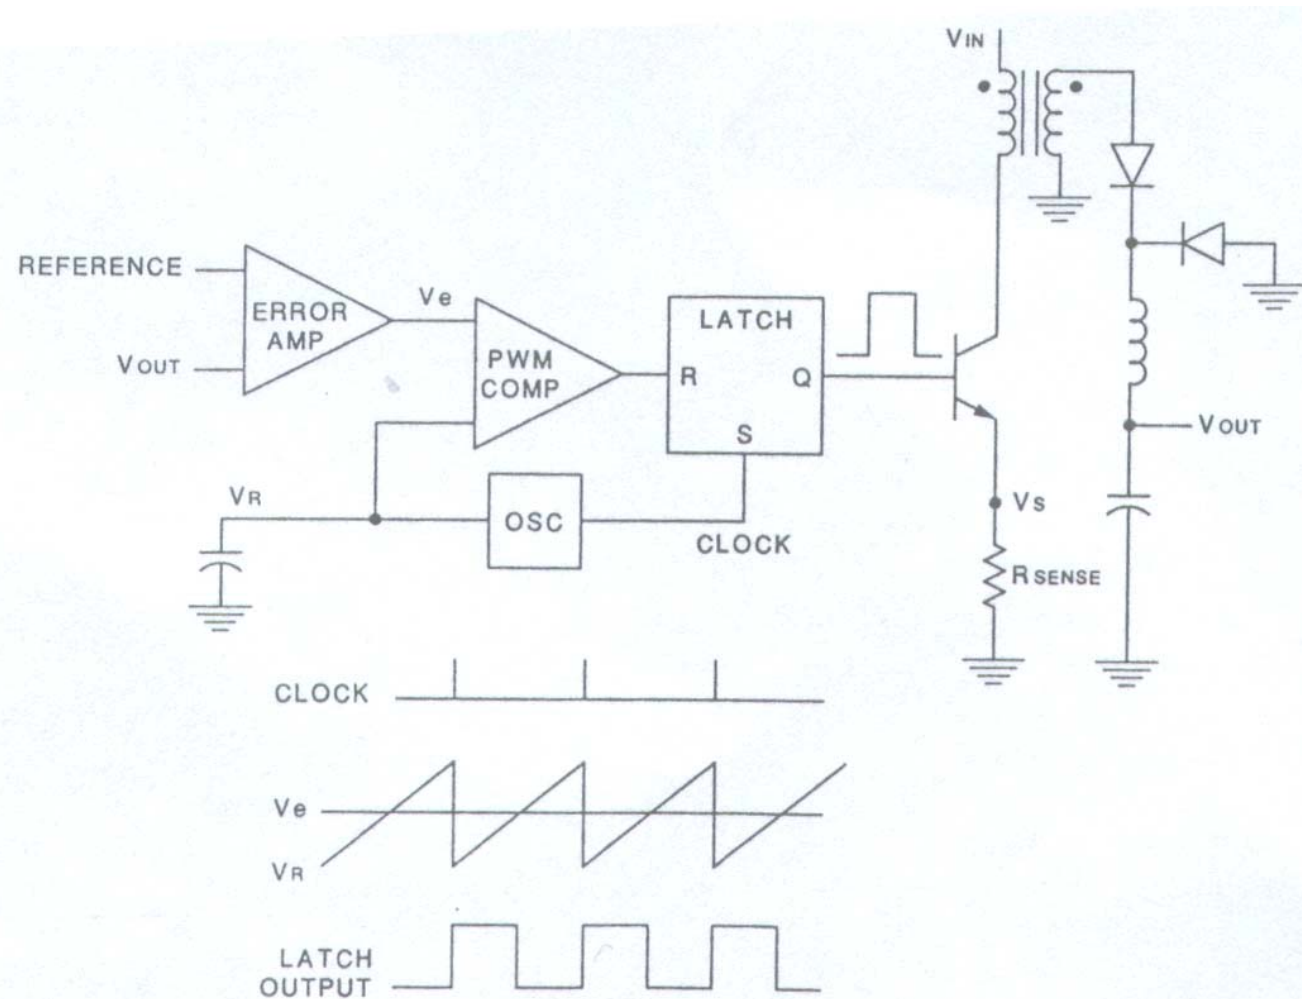 VIN
REFERENCE
ERROR
AMP
VOUT
Ve
PWM
COMP
LATCH
R
Q
S
VR
OSC
CLOCK
VS
RSENSE
VOUT
CLOCK
Ve
VR
LATCH
OUTPUT